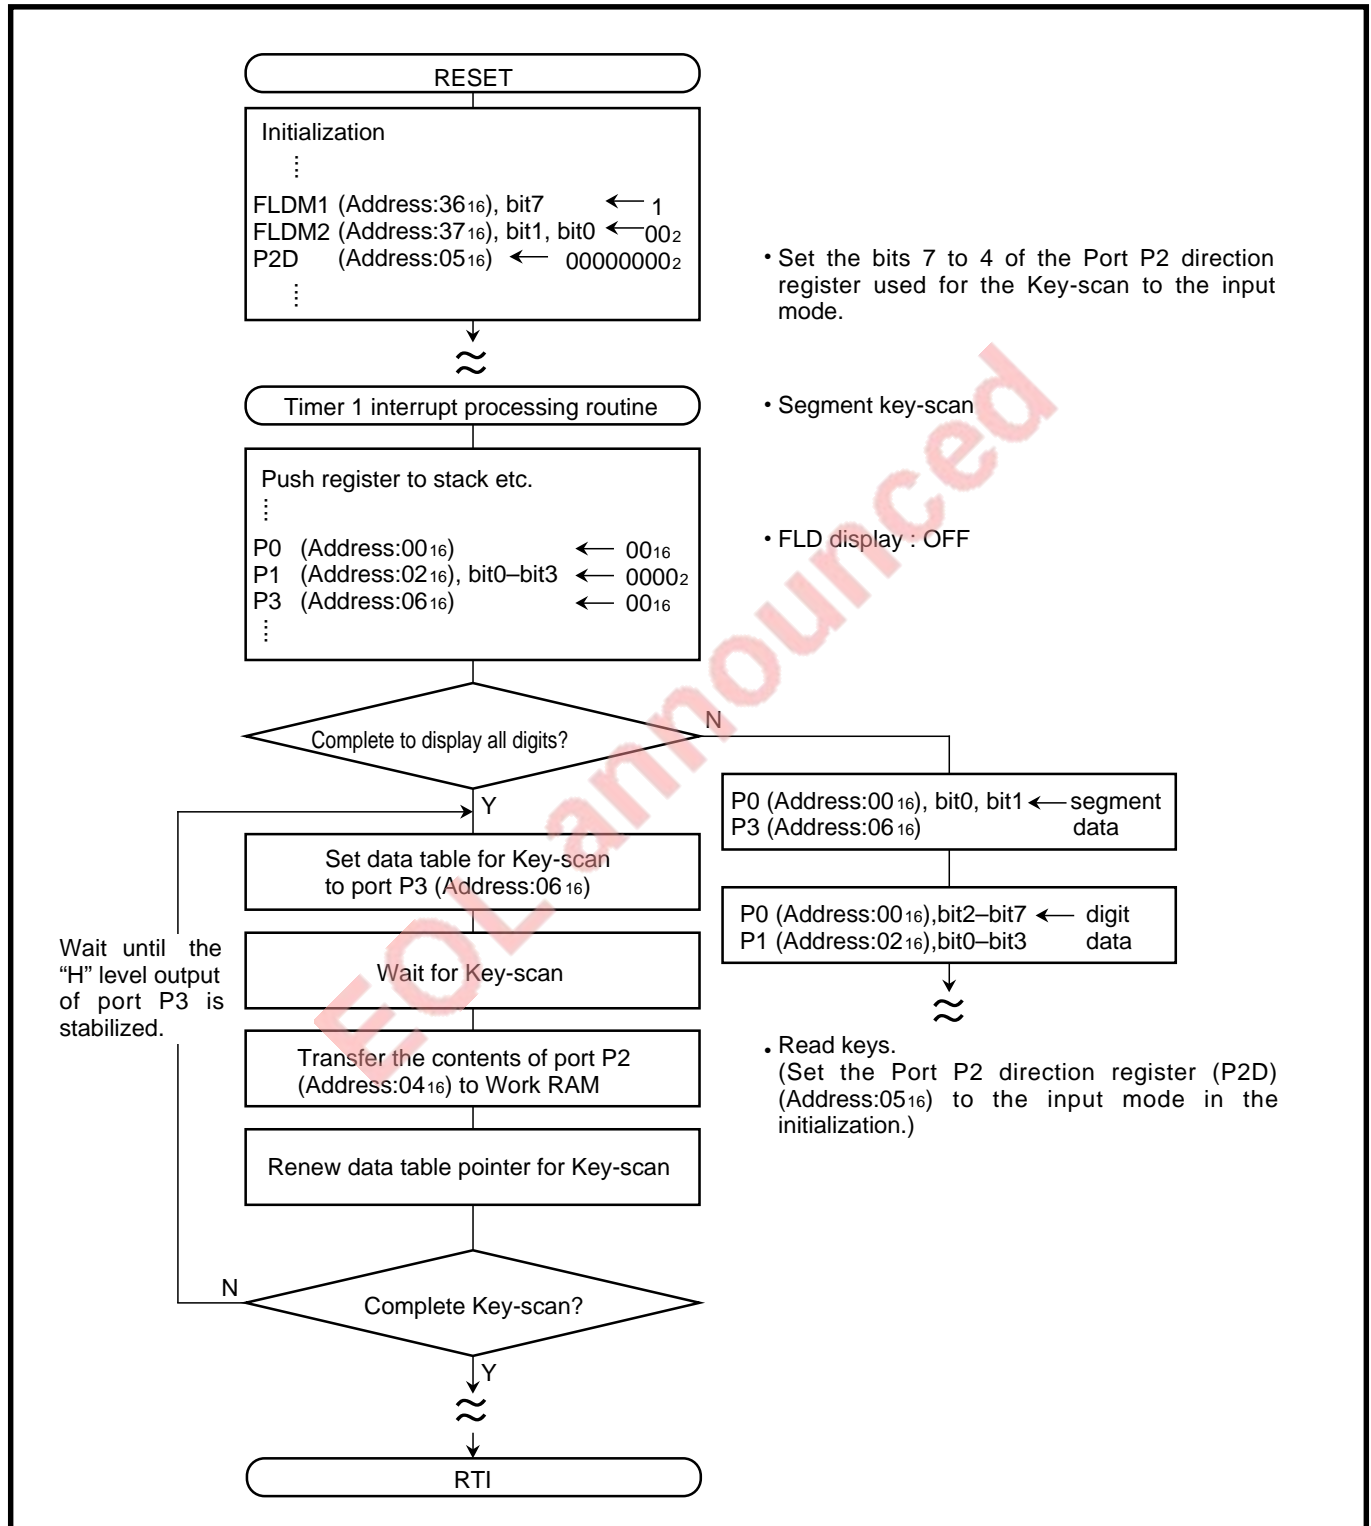 RESET
Initialization
FLDM1 (Address:36₁₆), bit7 ← 1
FLDM2 (Address:37₁₆), bit1, bit0 ← 00₂
P2D (Address:05₁₆) ← 00000000₂
• Set the bits 7 to 4 of the Port P2 direction
register used for the Key-scan to the input
mode.
Timer 1 interrupt processing routine
• Segment key-scan
Push register to stack etc.
P0 (Address:00₁₆) ← 00₁₆
P1 (Address:02₁₆), bit0–bit3 ← 0000₂
P3 (Address:06₁₆) ← 00₁₆
• FLD display : OFF
Complete to display all digits?
N
Y
P0 (Address:00₁₆), bit0, bit1 ← segment
P3 (Address:06₁₆) data
P0 (Address:00₁₆),bit2–bit7 ← digit
P1 (Address:02₁₆),bit0–bit3 data
Set data table for Key-scan
to port P3 (Address:06₁₆)
Wait until the
“H” level output
of port P3 is
stabilized.
Wait for Key-scan
Transfer the contents of port P2
(Address:04₁₆) to Work RAM
• Read keys.
(Set the Port P2 direction register (P2D)
(Address:05₁₆) to the input mode in the
initialization.)
Renew data table pointer for Key-scan
N
Complete Key-scan?
Y
RTI
EOL announced